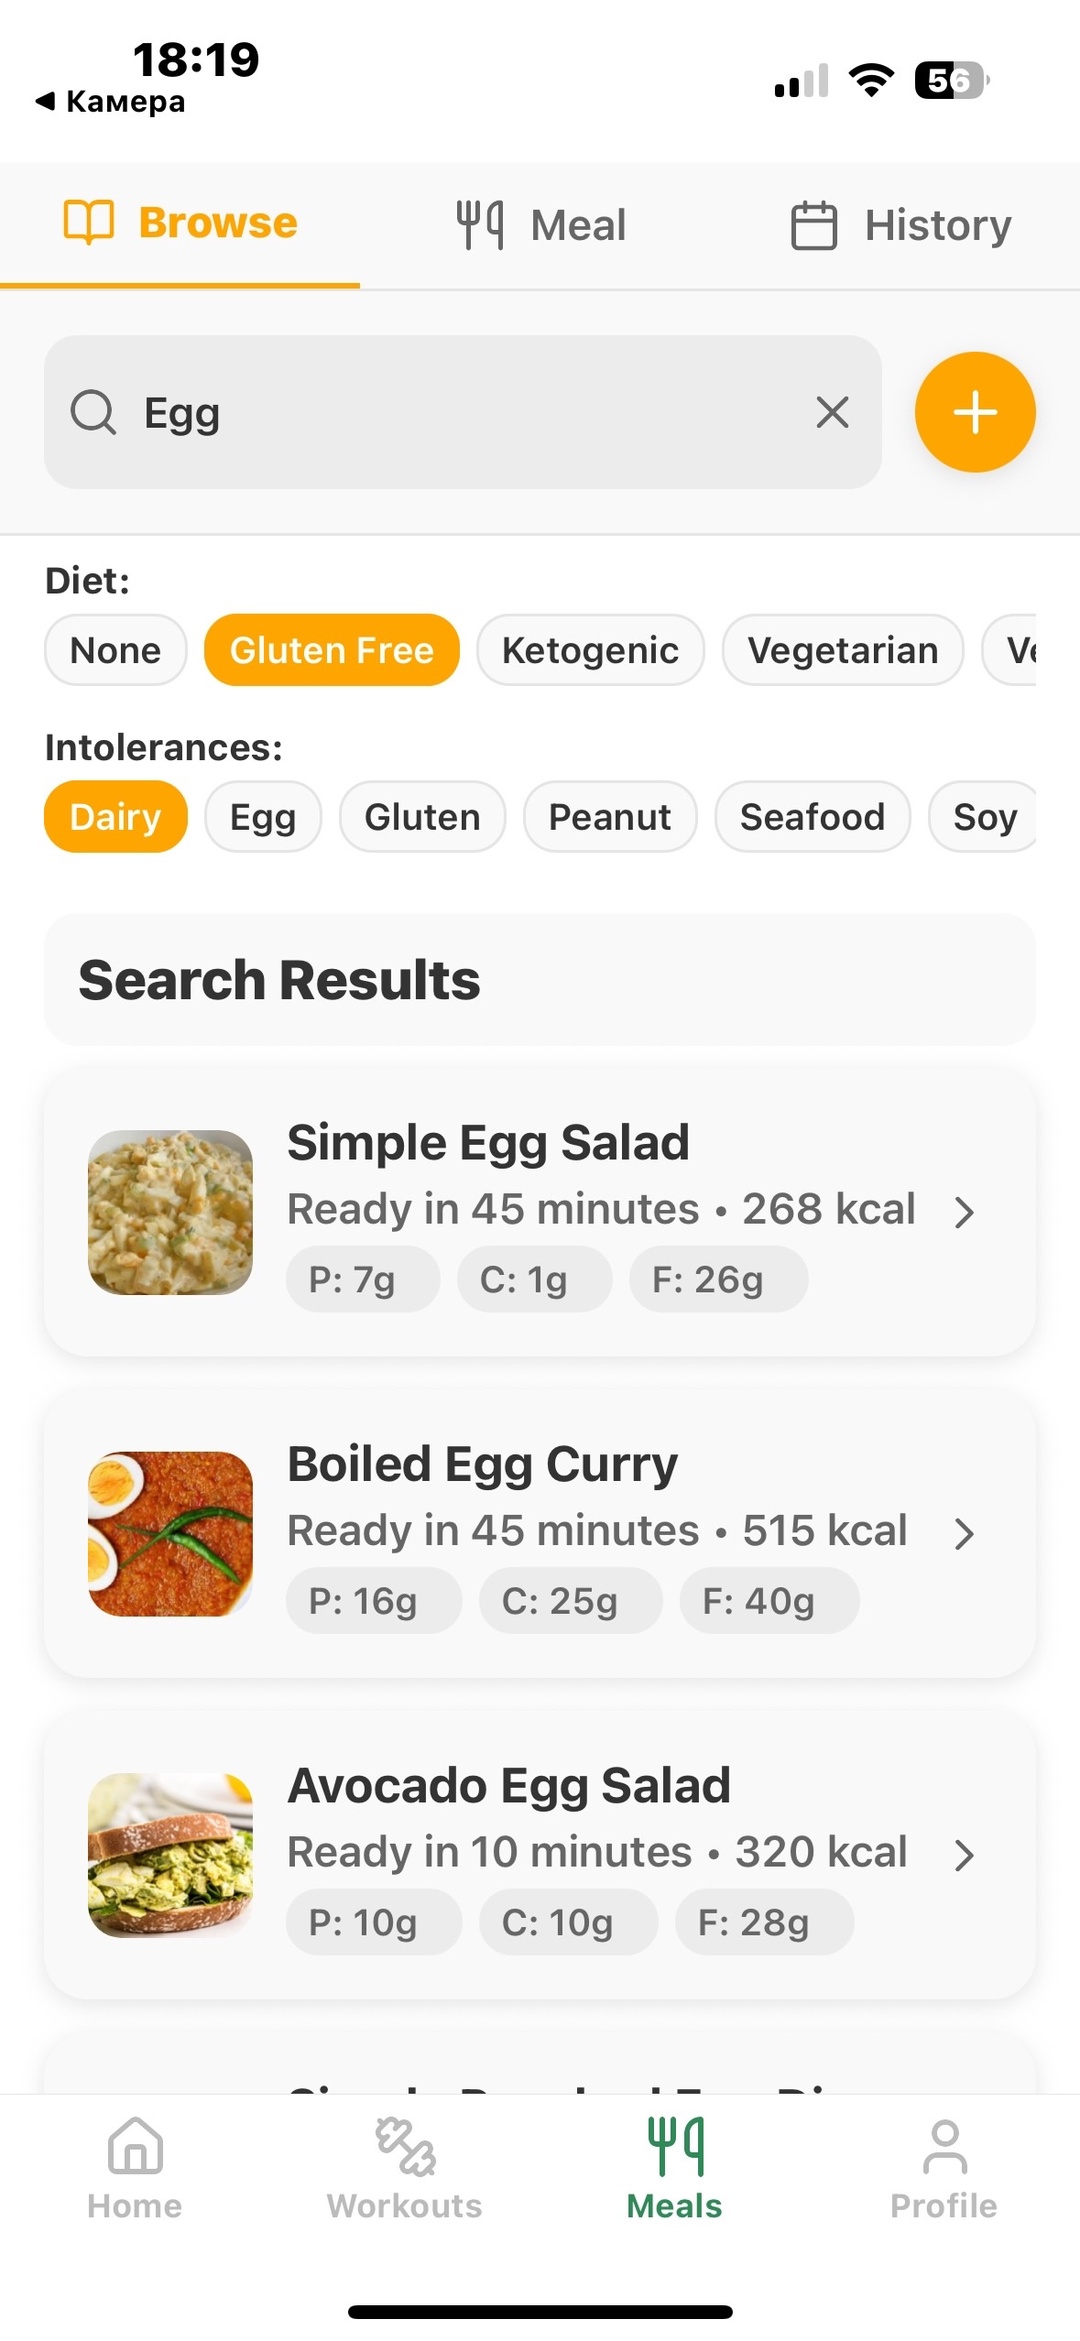 18:19
Камера
56
Browse
Meal
History
Egg
Diet:
None
Gluten Free
Ketogenic
Vegetarian
Intolerances:
Dairy
Egg
Gluten
Peanut
Seafood
Soy
Search Results
Simple Egg Salad
Ready in 45 minutes • 268 kcal
P: 7g
C: 1g
F: 26g
Boiled Egg Curry
Ready in 45 minutes • 515 kcal
P: 16g
C: 25g
F: 40g
Avocado Egg Salad
Ready in 10 minutes • 320 kcal
P: 10g
C: 10g
F: 28g
Home
Workouts
Meals
Profile